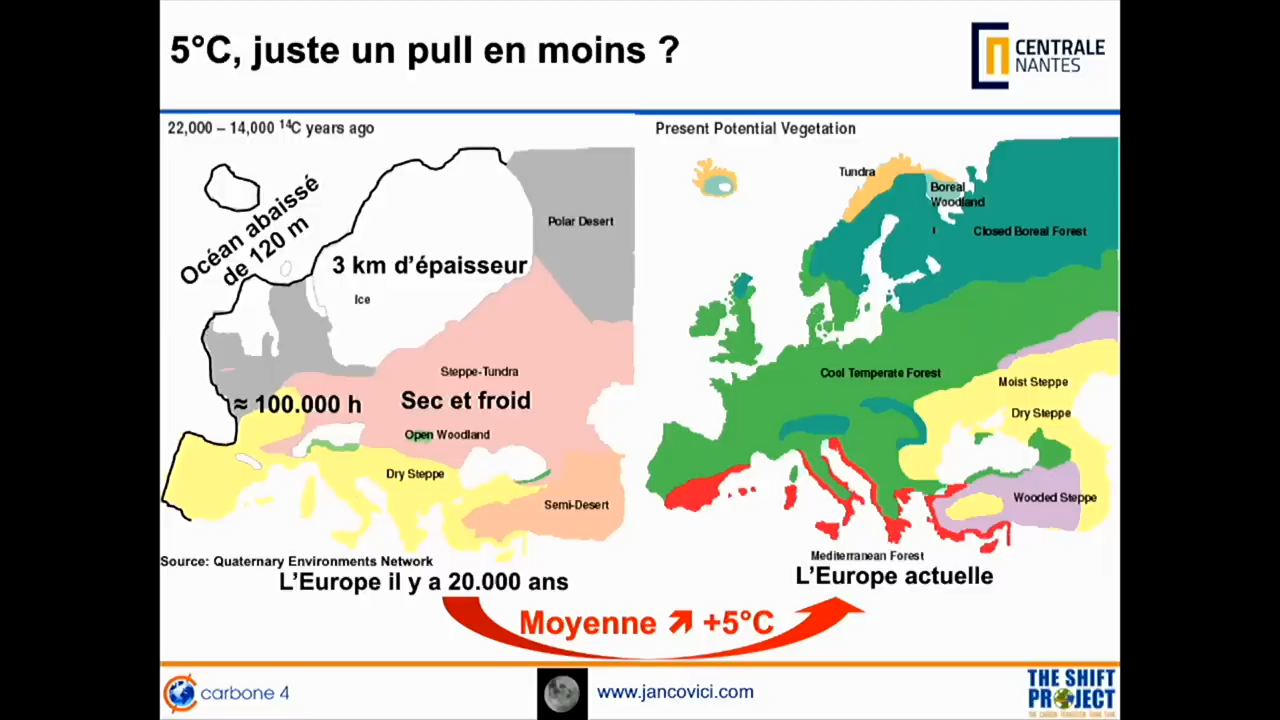 5°C, juste un pull en moins ?
CENTRALE
NANTES
22,000 – 14,000 ¹⁴C years ago
Océan abaissé
de 120 m
3 km d'épaisseur
Ice
Polar Desert
Steppe-Tundra
≈ 100.000 h
Sec et froid
Open Woodland
Dry Steppe
Semi-Desert
Source: Quaternary Environments Network
L'Europe il y a 20.000 ans
Present Potential Vegetation
Tundra
Boreal
Woodland
Closed Boreal Forest
Cool Temperate Forest
Moist Steppe
Dry Steppe
Wooded Steppe
Mediterranean Forest
L'Europe actuelle
Moyenne ↗ +5°C
carbone 4
www.jancovici.com
THE SHIFT
PROJECT